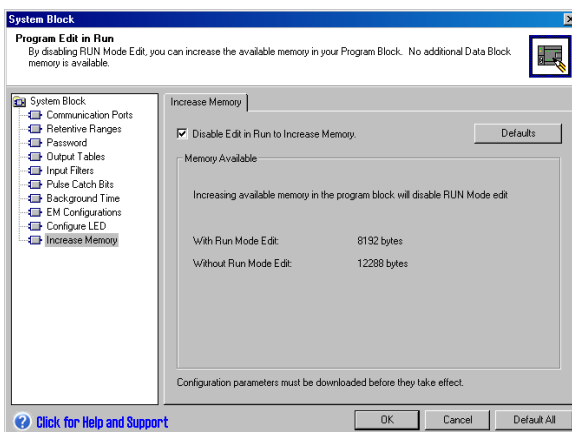 System Block
Program Edit in Run
By disabling RUN Mode Edit, you can increase the available memory in your Program Block. No additional Data Block
memory is available.
System Block
Communication Ports
Retentive Ranges
Password
Output Tables
Input Filters
Pulse Catch Bits
Background Time
EM Configurations
Configure LED
Increase Memory
Increase Memory
Disable Edit in Run to Increase Memory.
Defaults
Memory Available
Increasing available memory in the program block will disable RUN Mode edit
With Run Mode Edit: 8192 bytes
Without Run Mode Edit: 12288 bytes
Configuration parameters must be downloaded before they take effect.
Click for Help and Support
OK
Cancel
Default All